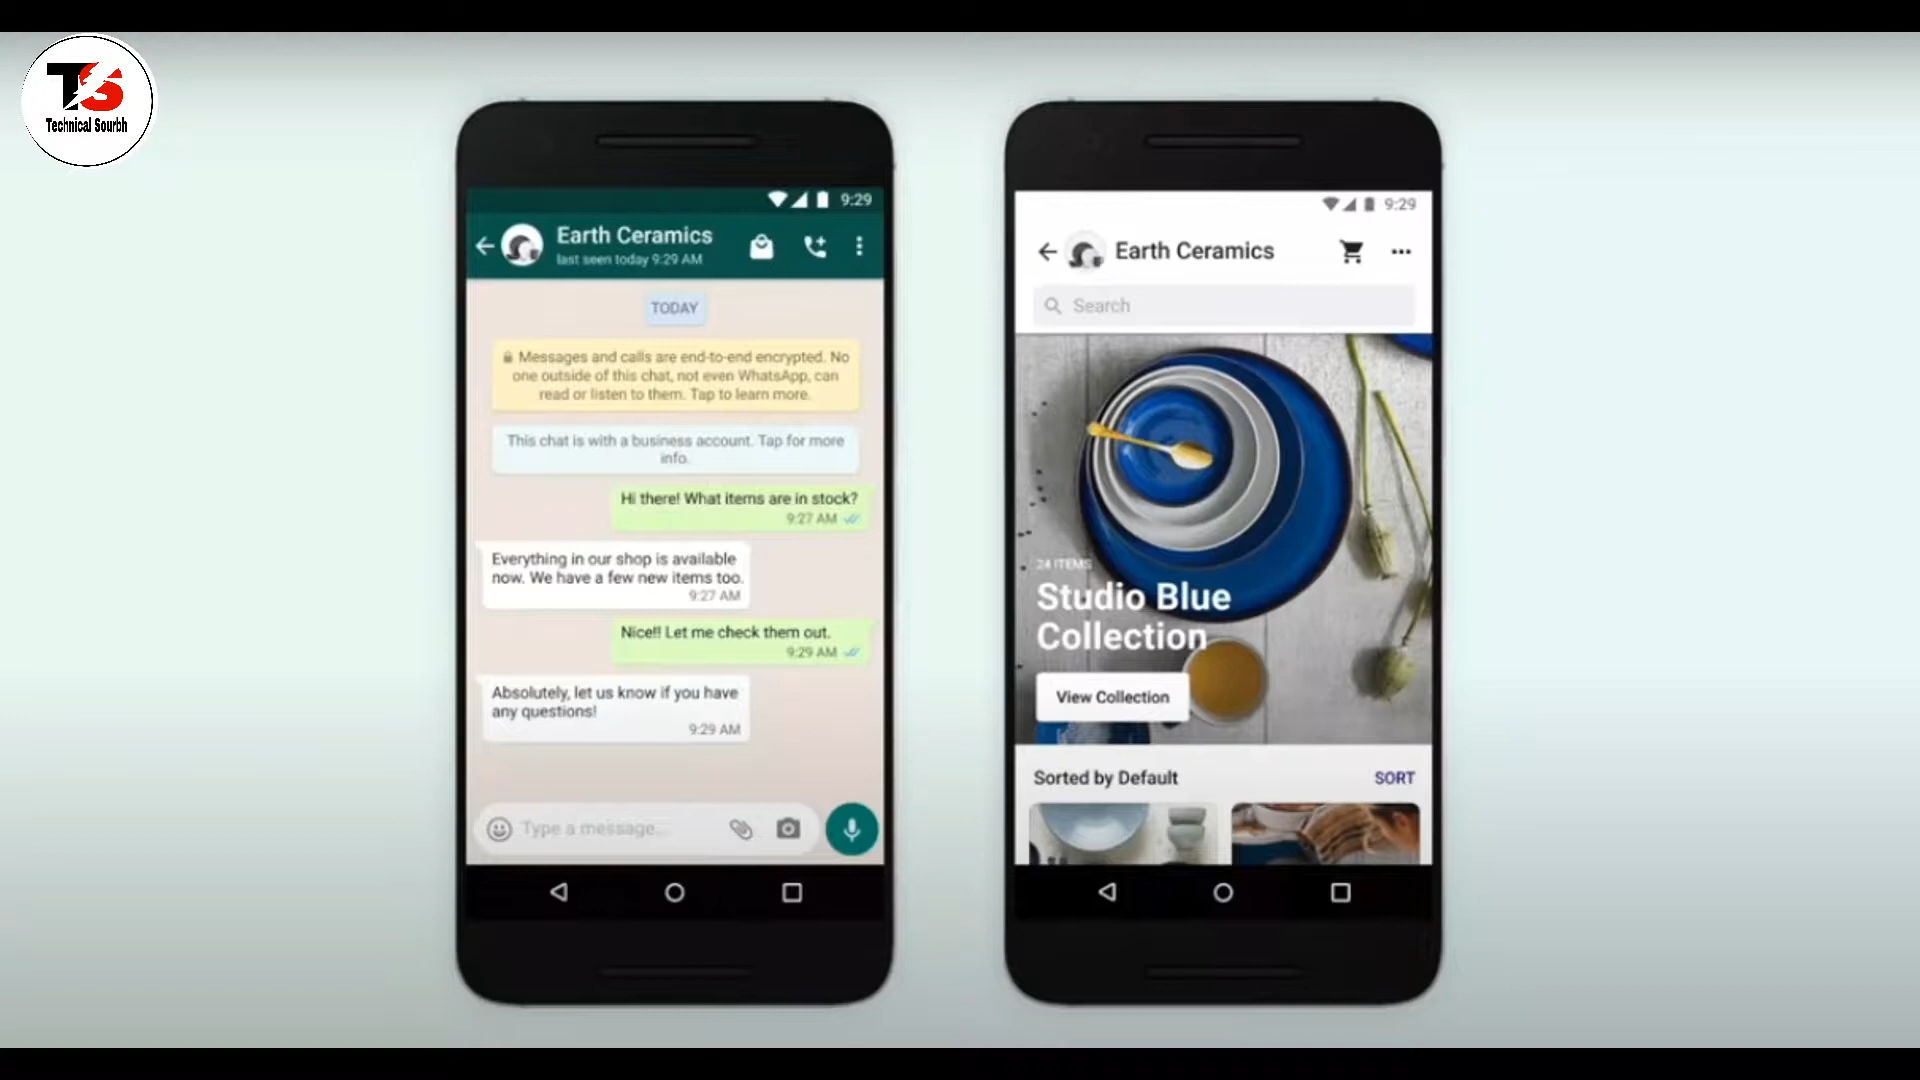 TS
Technical Sourbh
9:29
Earth Ceramics
last seen today 9:29 AM
TODAY
Messages and calls are end-to-end encrypted. No
one outside of this chat, not even WhatsApp, can
read or listen to them. Tap to learn more.
This chat is with a business account. Tap for more
info.
Hi there! What items are in stock?
9:27 AM
Everything in our shop is available
now. We have a few new items too.
9:27 AM
Nice!! Let me check them out.
9:29 AM
Absolutely, let us know if you have
any questions!
9:29 AM
Type a message...
9:29
Earth Ceramics
Search
24 ITEMS
Studio Blue
Collection
View Collection
Sorted by Default
SORT